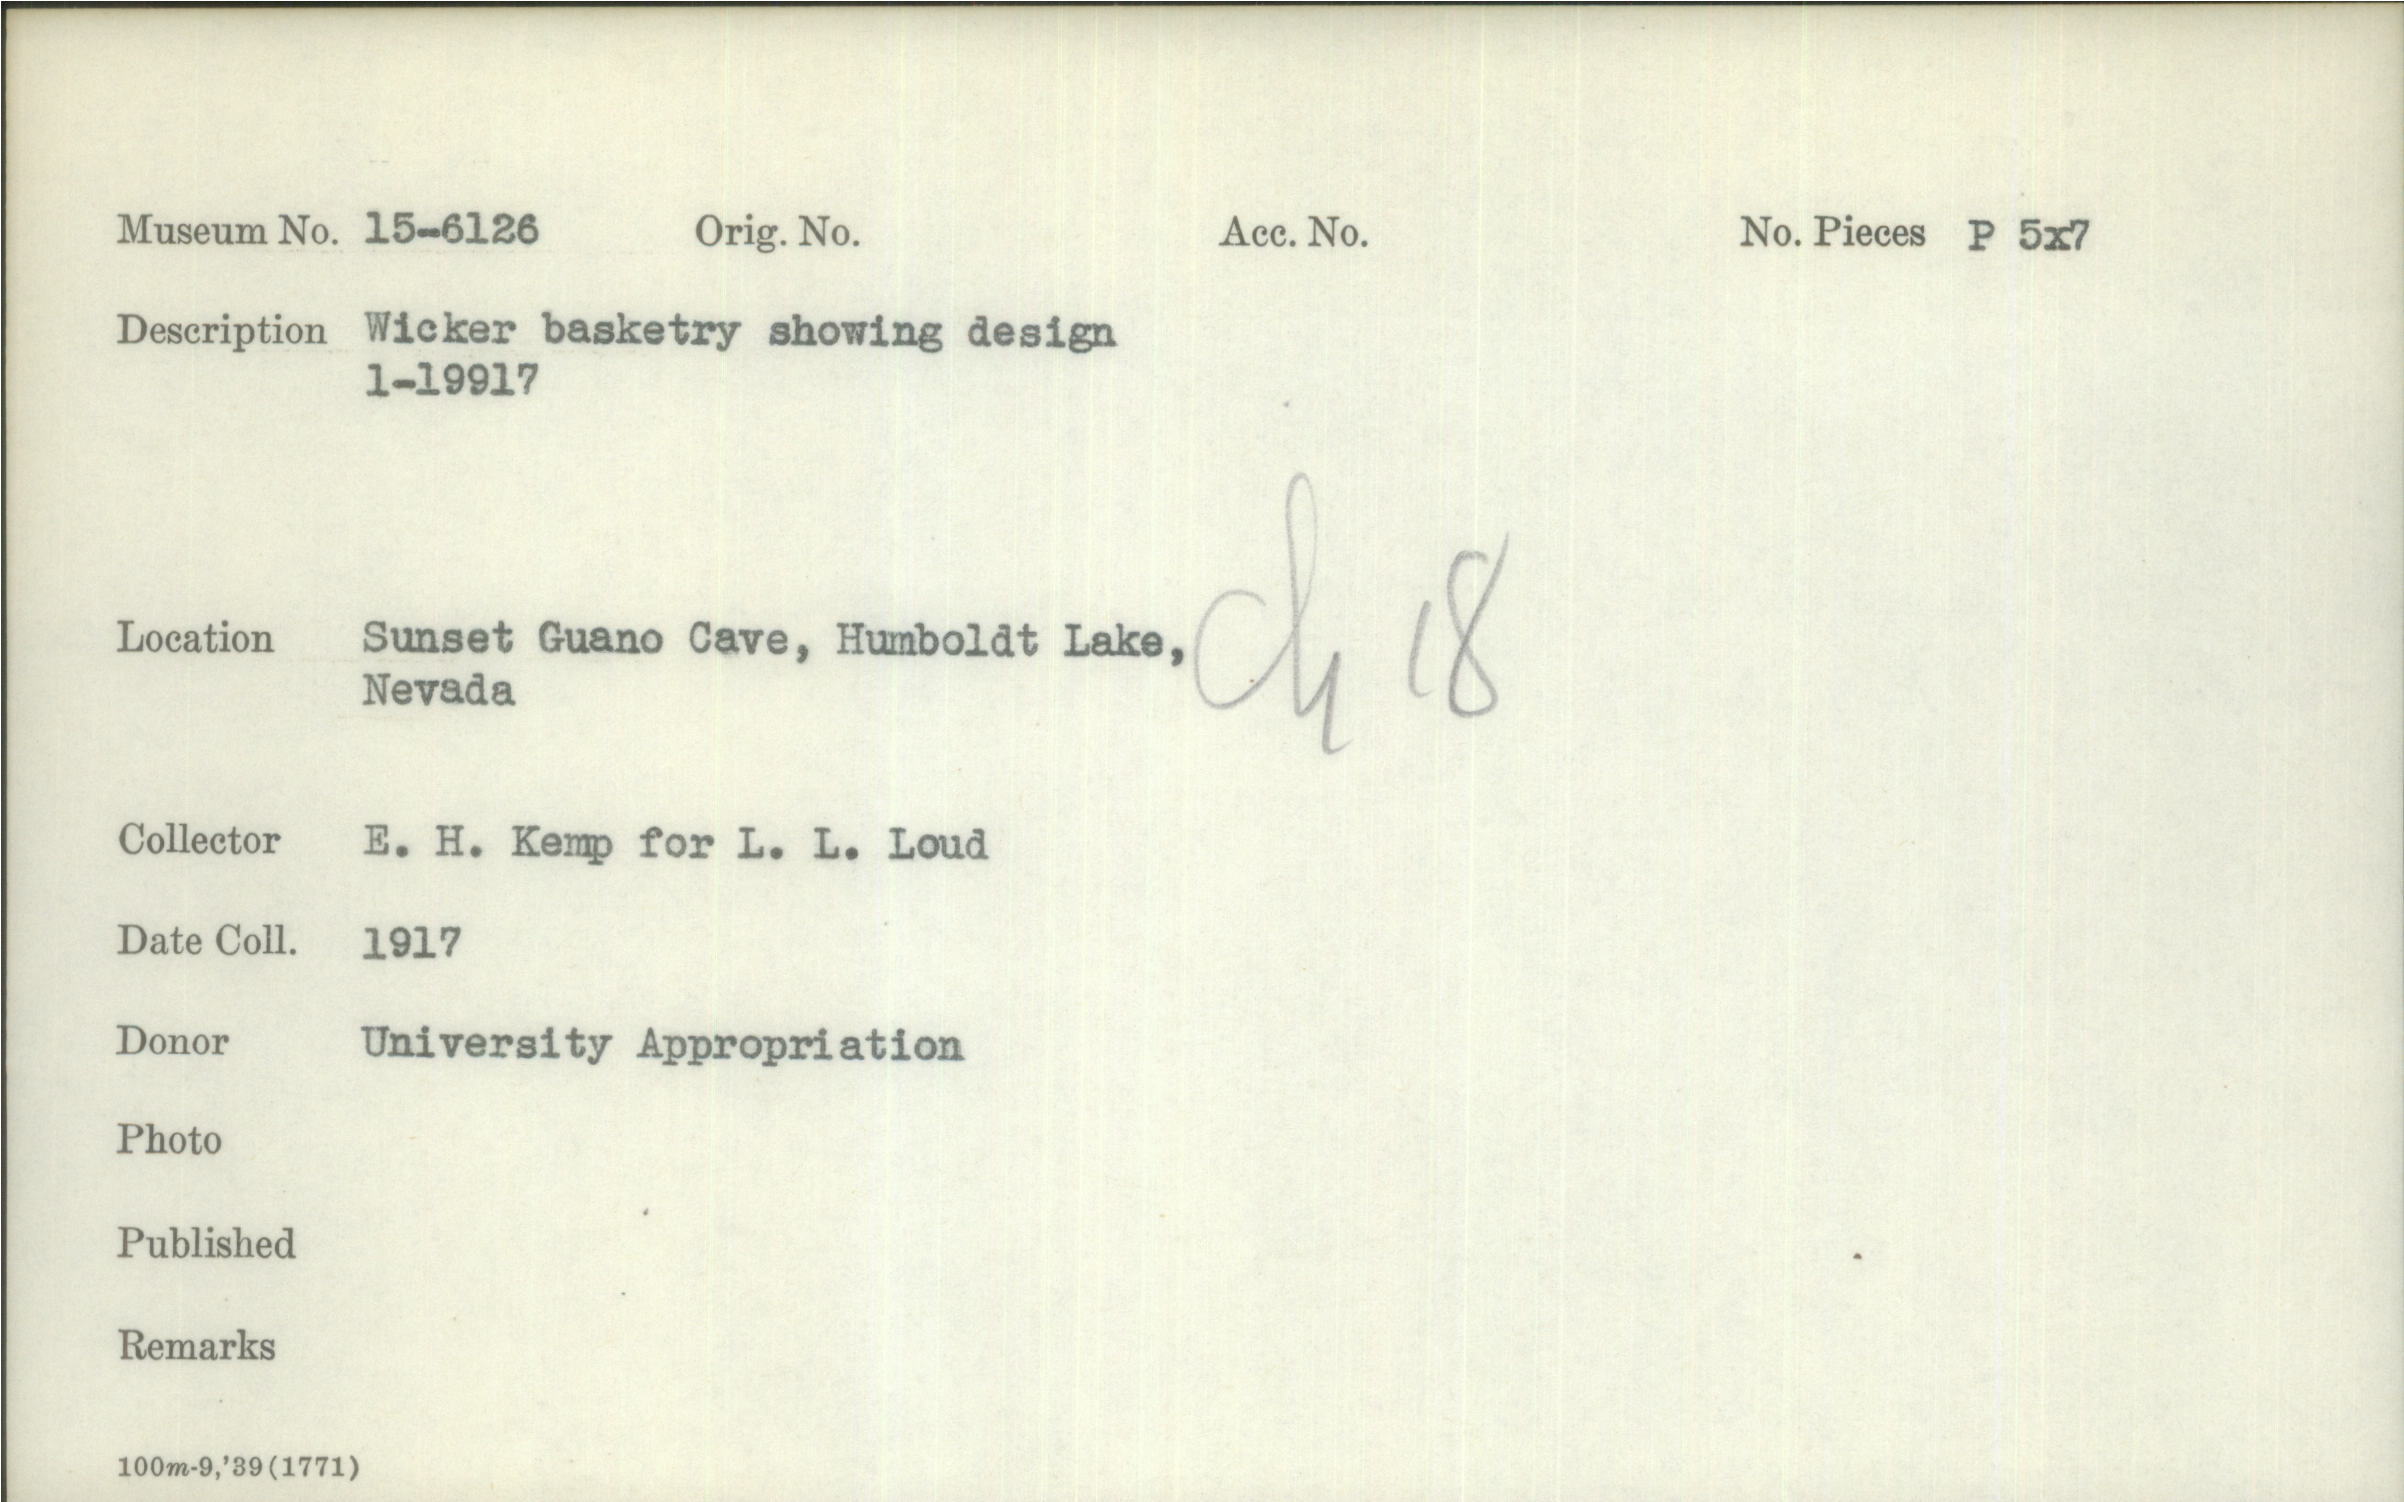 Museum No. 15-6126 Orig. No. Acc. No. No. Pieces P 5x7
Description Wicker basketry showing design
1-19917
Location Sunset Guano Cave, Humboldt Lake,
Nevada
Ch 18
Collector E. H. Kemp for L. L. Loud
Date Coll. 1917
Donor University Appropriation
Photo
Published
Remarks
100m-9,'39(1771)